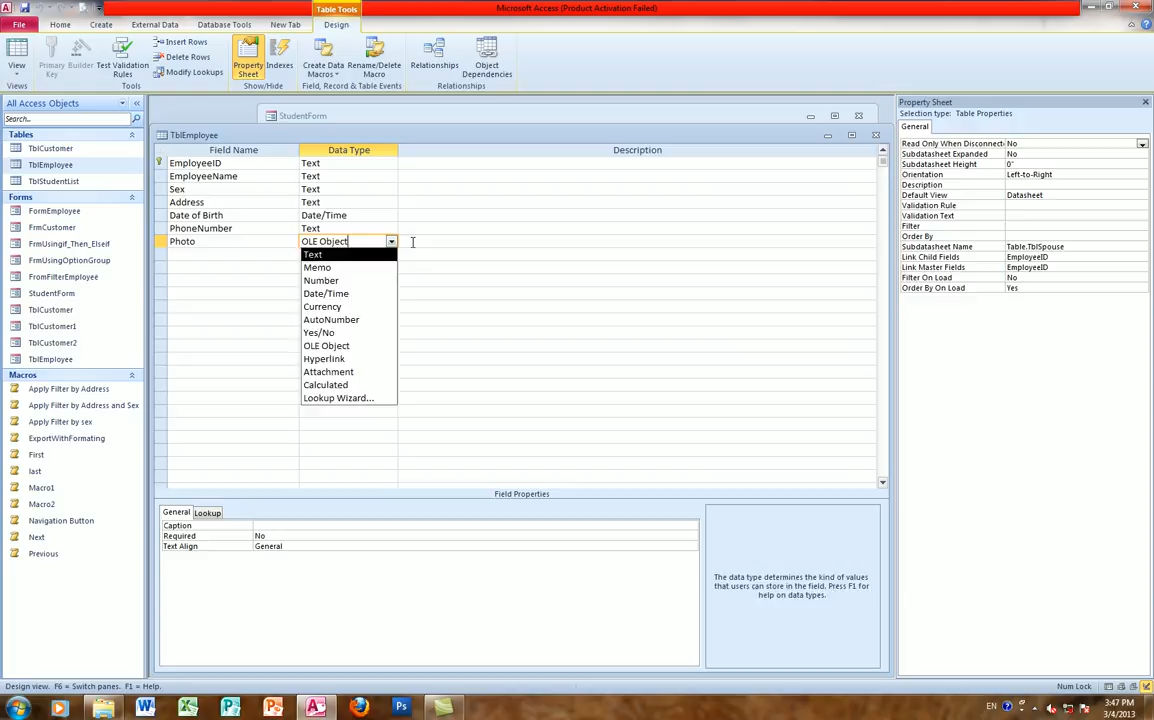 Table Tools
Microsoft Access (Product Activation Failed)
File
Home
Create
External Data
Database Tools
New Tab
Design
View
Primary Key
Builder
Test Validation Rules
Insert Rows
Delete Rows
Modify Lookups
Property Sheet
Indexes
Create Data Macros
Rename/Delete Macro
Relationships
Object Dependencies
Views
Tools
Show/Hide
Field, Record & Table Events
Relationships
All Access Objects
Search...
Tables
TblCustomer
TblEmployee
TblStudentList
Forms
FormEmployee
FrmCustomer
FrmUsingif_Then_Elseif
FrmUsingOptionGroup
FromFilterEmployee
StudentForm
TblCustomer
TblCustomer1
TblCustomer2
TblEmployee
Macros
Apply Filter by Address
Apply Filter by Address and Sex
Apply Filter by sex
ExportWithFormating
First
last
Macro1
Macro2
Navigation Button
Next
Previous
StudentForm
TblEmployee
Field Name Data Type Description
EmployeeID Text
EmployeeName Text
Sex Text
Address Text
Date of Birth Date/Time
PhoneNumber Text
Photo OLE Object
Text
Memo
Number
Date/Time
Currency
AutoNumber
Yes/No
OLE Object
Hyperlink
Attachment
Calculated
Lookup Wizard...
Field Properties
General Lookup
Caption
Required No
Text Align General
The data type determines the kind of values
that users can store in the field. Press F1 for
help on data types.
Property Sheet
Selection type: Table Properties
General
Read Only When Disconnect No
Subdatasheet Expanded No
Subdatasheet Height 0"
Orientation Left-to-Right
Description
Default View Datasheet
Validation Rule
Validation Text
Filter
Order By
Subdatasheet Name Table.TblSpouse
Link Child Fields EmployeeID
Link Master Fields EmployeeID
Filter On Load No
Order By On Load Yes
Design view. F6 = Switch panes. F1 = Help.
Num Lock
EN
3:47 PM
3/4/2013